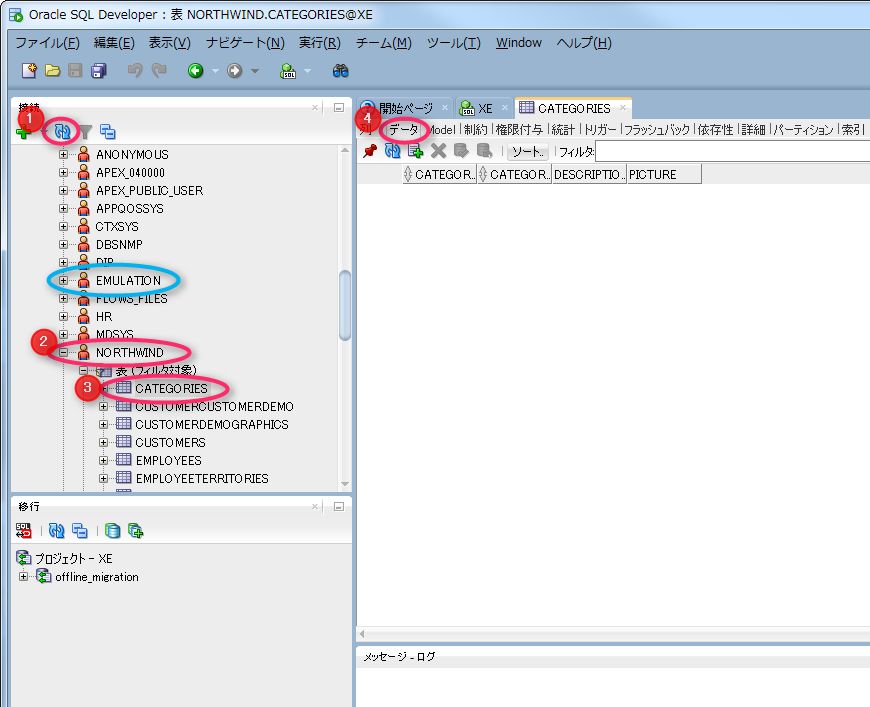 Oracle SQL Developer : 表 NORTHWIND.CATEGORIES@XE
ファイル(F) 編集(E) 表示(V) ナビゲート(N) 実行(R) チーム(M) ツール(T) Window ヘルプ(H)
接続
1
ANONYMOUS
APEX_040000
APEX_PUBLIC_USER
APPQOSSYS
CTXSYS
DBSNMP
DIP
EMULATION
FLOWS_FILES
HR
MDSYS
2
NORTHWIND
表 (フィルタ対象)
3
CATEGORIES
CUSTOMERCUSTOMERDEMO
CUSTOMERDEMOGRAPHICS
CUSTOMERS
EMPLOYEES
EMPLOYEETERRITORIES
移行
プロジェクト - XE
offline_migration
4
開始ページ XE CATEGORIES
列 データ Model 制約 権限付与 統計 トリガー フラッシュバック 依存性 詳細 パーティション 索引
ソート.. フィルタ:
CATEGOR... CATEGOR... DESCRIPTIO... PICTURE
メッセージ - ログ